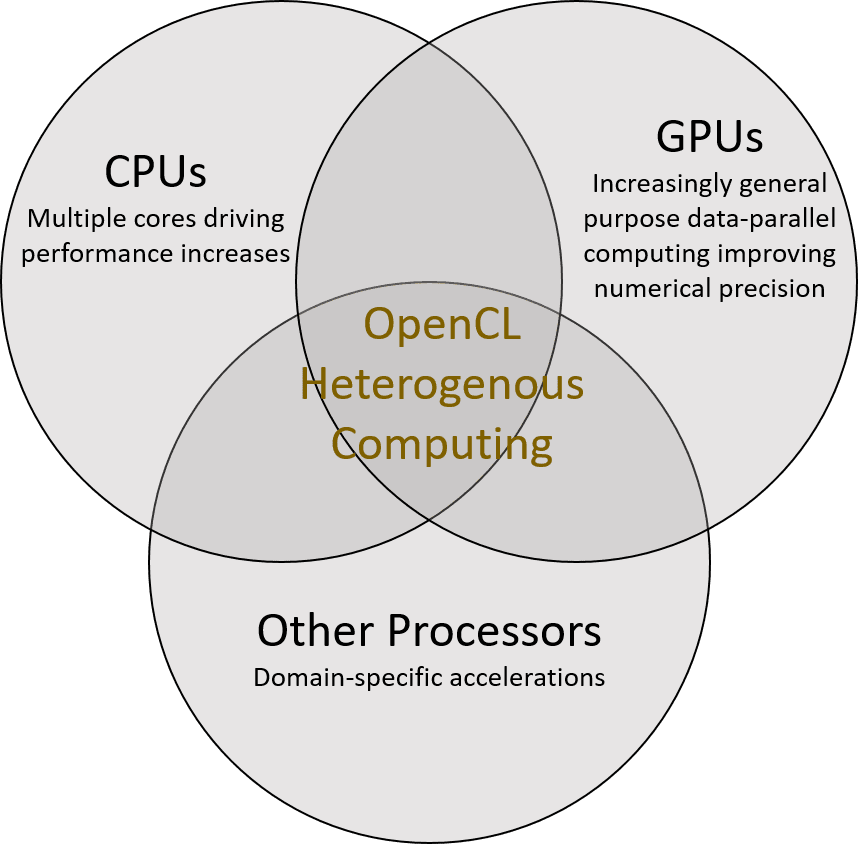 CPUs
Multiple cores driving
performance increases
GPUs
Increasingly general
purpose data-parallel
computing improving
numerical precision
OpenCL
Heterogenous
Computing
Other Processors
Domain-specific accelerations